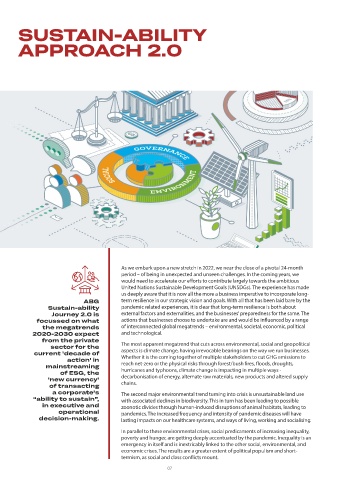 SUSTAIN-ABILITY
APPROACH 2.0
GOVERNANCE
SOCIAL
ENVIRONMENT
ABG
Sustain-ability
Journey 2.0 is
focussed on what
the megatrends
2020-2030 expect
from the private
sector for the
current ‘decade of
action’ in
mainstreaming
of ESG, the
‘new currency’
of transacting
a corporate’s
“ability to sustain”,
in executive and
operational
decision-making.
As we embark upon a new stretch in 2022, we near the close of a pivotal 24-month
period – of being in unexpected and unseen challenges. In the coming years, we
would need to accelerate our efforts to contribute largely towards the ambitious
United Nations Sustainable Development Goals (UN SDGs). The experience has made
us deeply aware that it is now all the more a business imperative to incorporate long-
term resilience in our strategic vision and goals. With all that has been laid bare by the
pandemic related experiences, it is clear that long-term resilience is both about
external factors and externalities, and the businesses' preparedness for the same. The
actions that businesses choose to undertake are and would be influenced by a range
of interconnected global megatrends – environmental, societal, economic, political
and technological.
The most apparent megatrend that cuts across environmental, social and geopolitical
aspects is climate change, having irrevocable bearings on the way we run businesses.
Whether it is the coming together of multiple stakeholders to cut GHG emissions to
reach net-zero or the physical risks through forest/ bush fires, floods, droughts,
hurricanes and typhoons, climate change is impacting in multiple ways -
decarbonisation of energy, alternate raw materials, new products and altered supply
chains.
The second major environmental trend turning into crisis is unsustainable land use
with associated declines in biodiversity. This in turn has been leading to possible
zoonotic divides through human-induced disruptions of animal habitats, leading to
pandemics. The increased frequency and intensity of pandemic diseases will have
lasting impacts on our healthcare systems, and ways of living, working and socialising.
In parallel to these environmental crises, social predicaments of increasing inequality,
poverty and hunger, are getting deeply accentuated by the pandemic. Inequality is an
emergency in itself and is inextricably linked to the other social, environmental, and
economic crises. The results are a greater extent of political populism and short-
termism, as social and class conflicts mount.
07